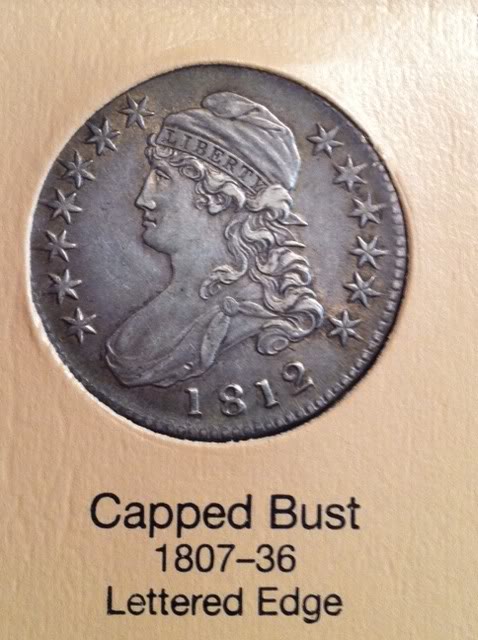 LIBERTY
1812
Capped Bust
1807–36
Lettered Edge